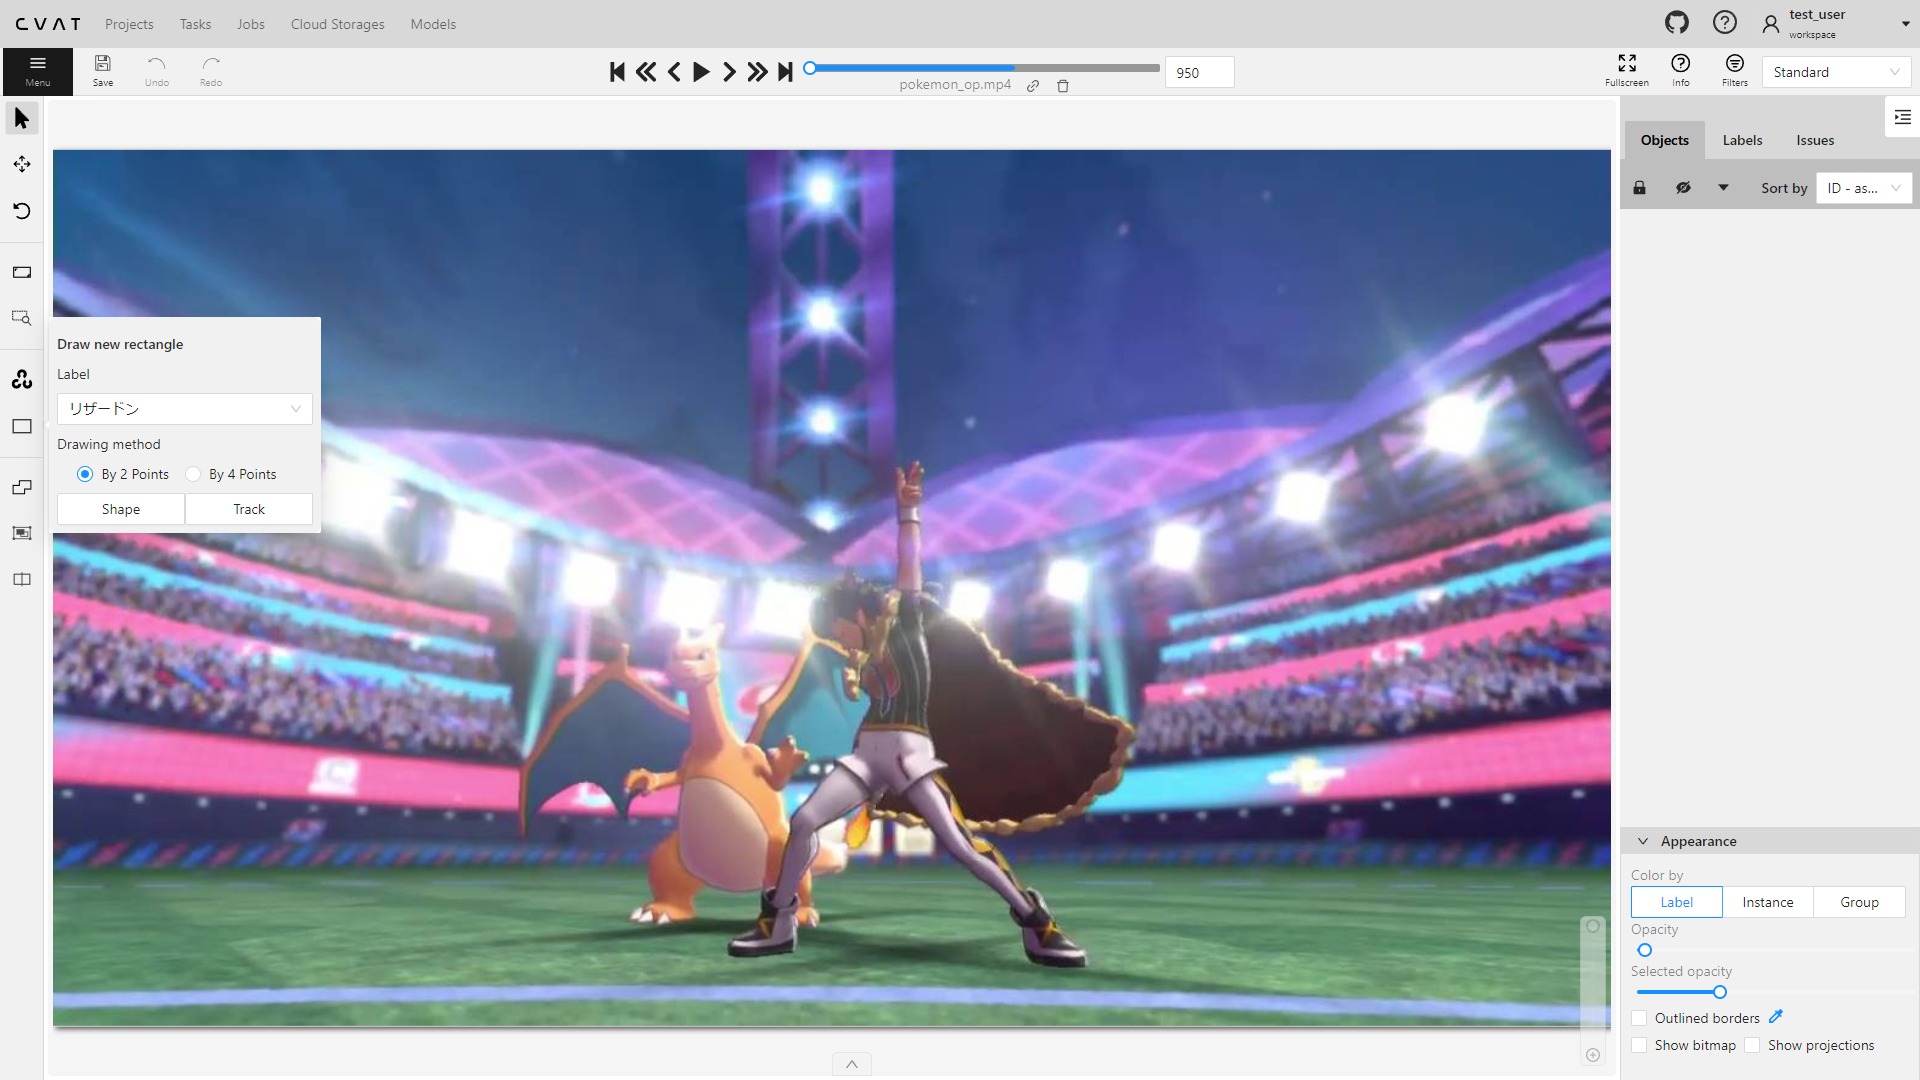 CVAT Projects Tasks Jobs Cloud Storages Models
test_user
workspace
Menu Save Undo Redo
950
pokemon_op.mp4
Fullscreen Info Filters Standard
Objects Labels Issues
Sort by ID - as...
Draw new rectangle
Label
リザードン
Drawing method
By 2 Points By 4 Points
Shape Track
Appearance
Color by
Label Instance Group
Opacity
Selected opacity
Outlined borders
Show bitmap Show projections